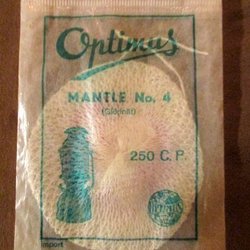 Optimus
MANTLE No. 4
250 C. P.
import